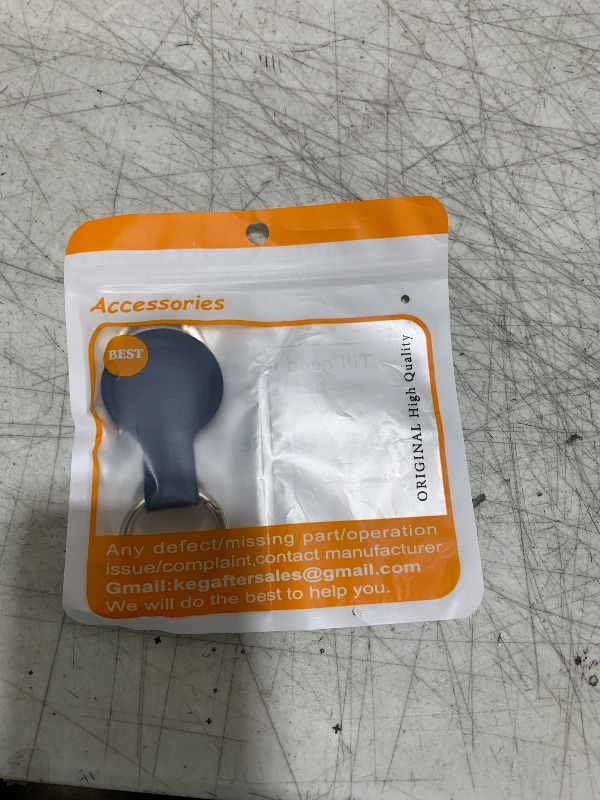 Accessories
BEST
ORIGINAL High Quality
Any defect/missing part/operation
issue/complaint,contact manufacturer
Gmail:kegaftersales@gmail.com
We will do the best to help you.